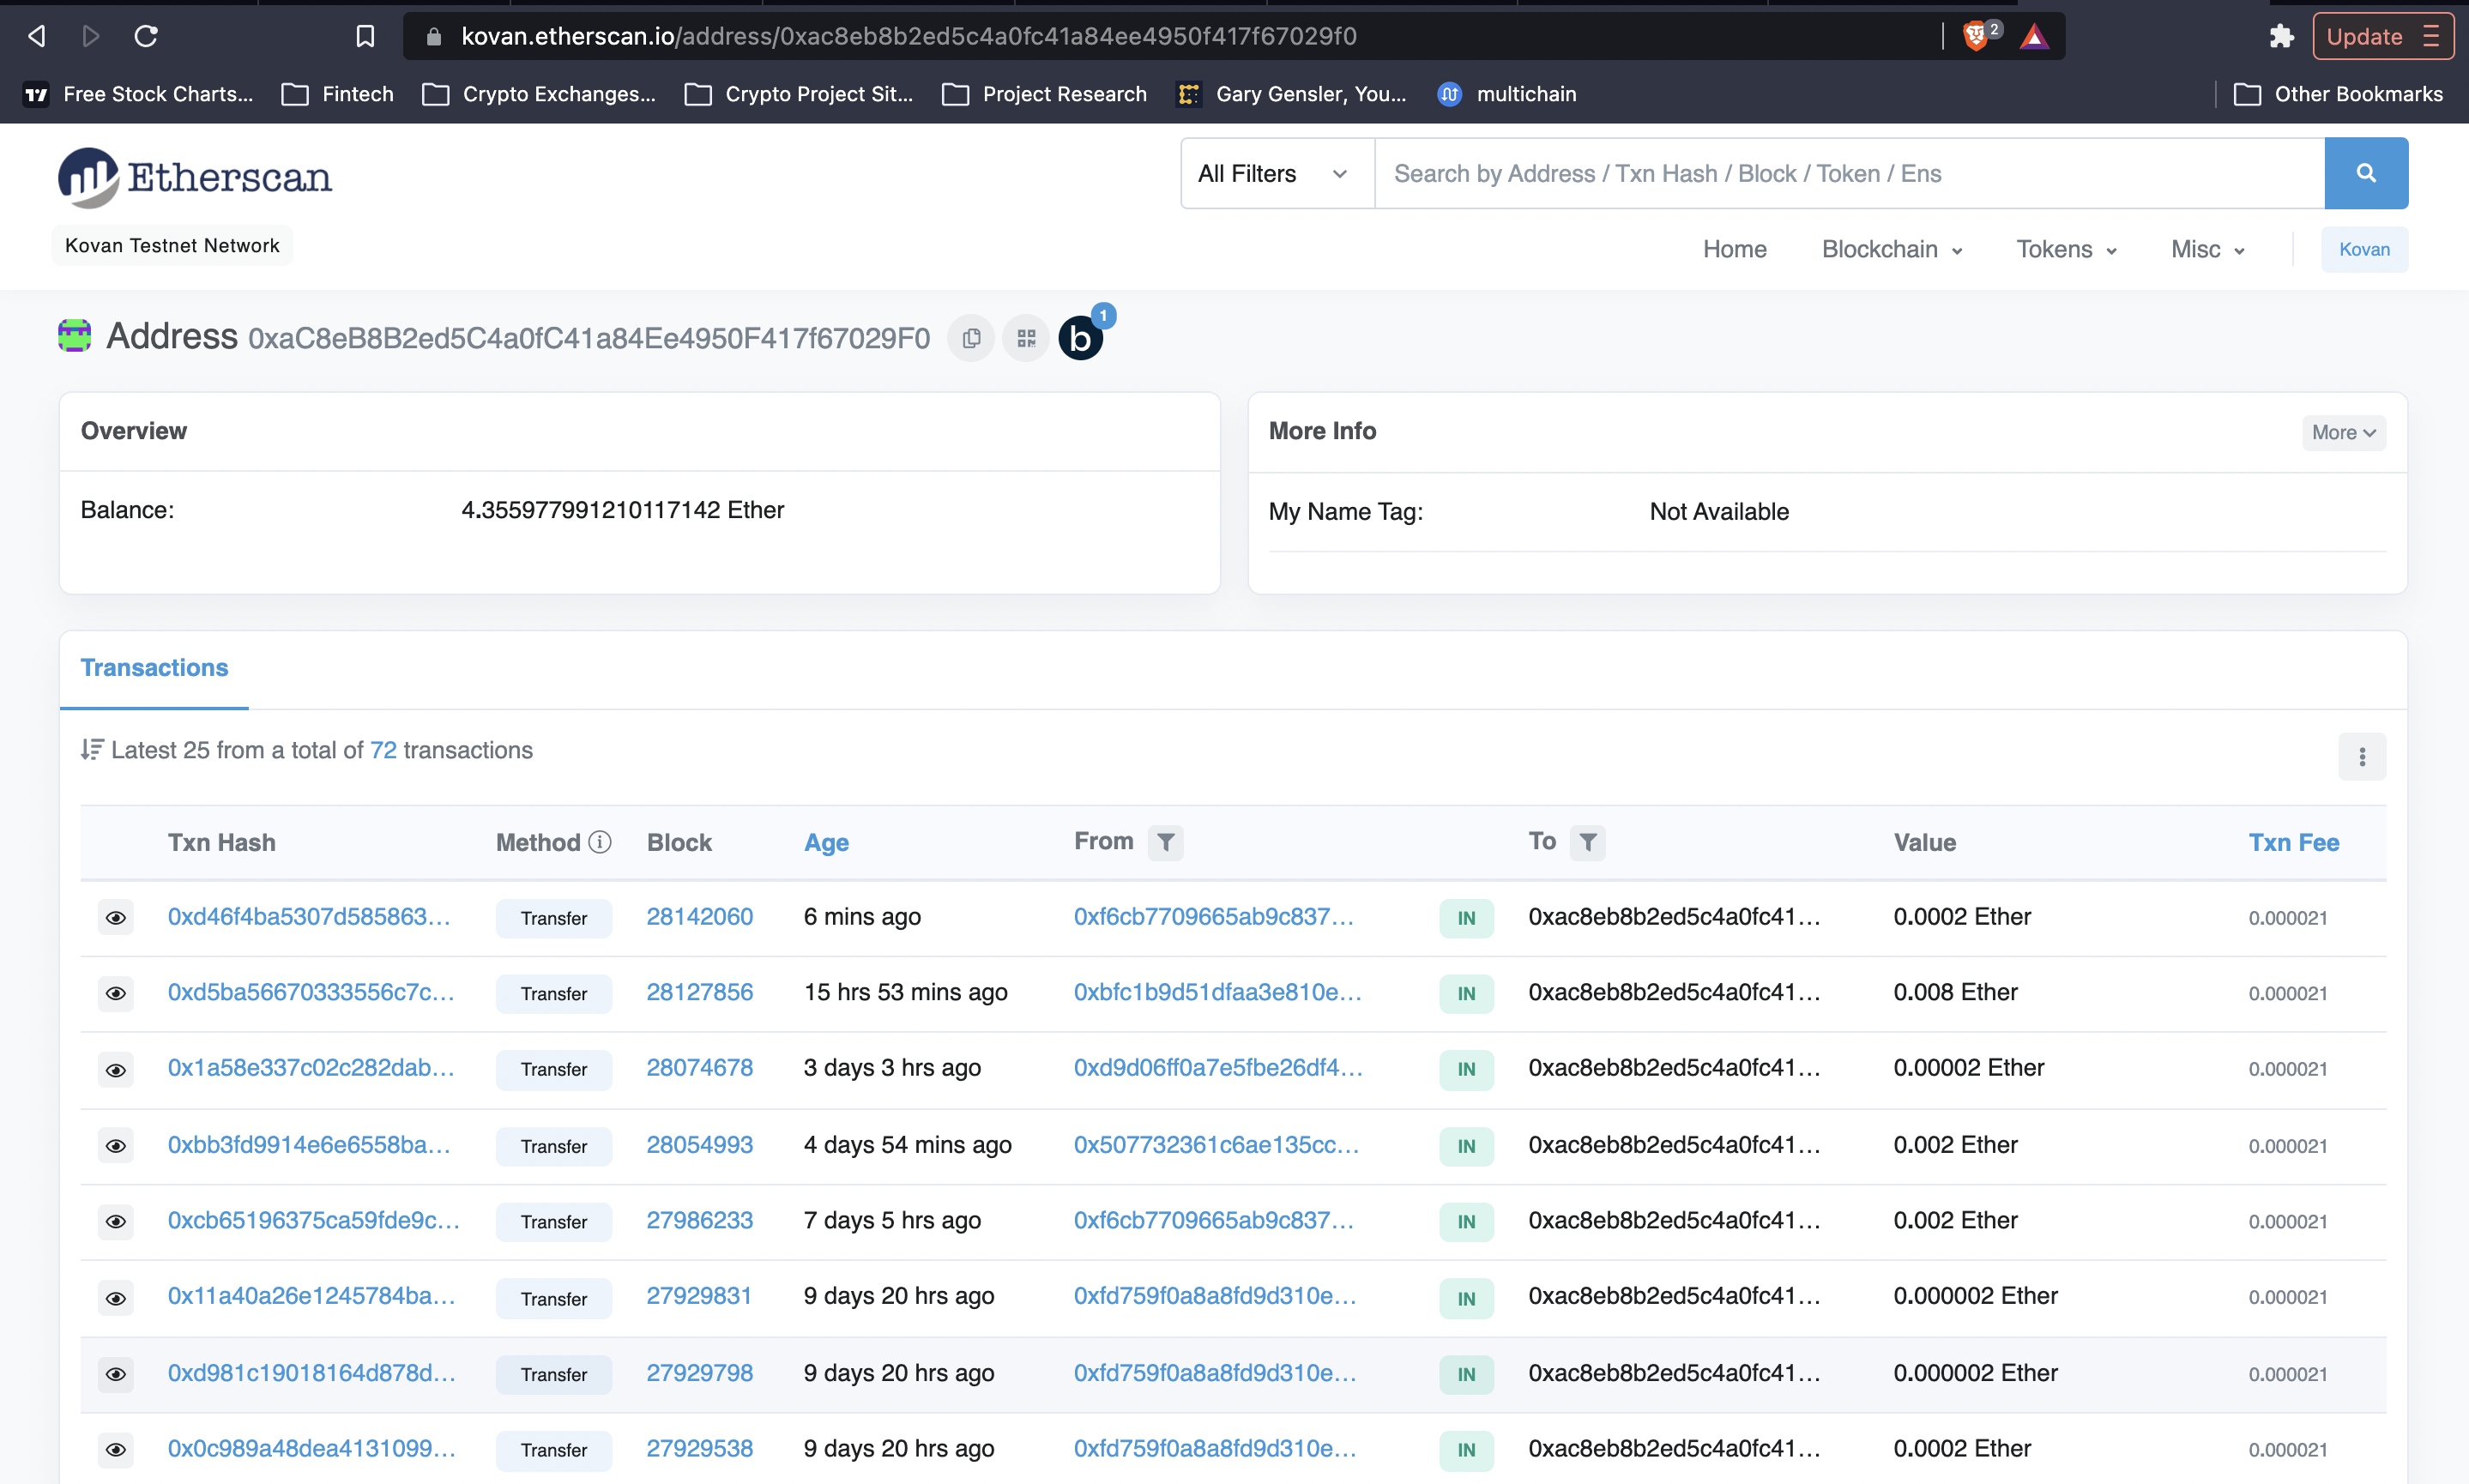 kovan.etherscan.io/address/0xac8eb8b2ed5c4a0fc41a84ee4950f417f67029f0 2 Update
Free Stock Charts... Fintech Crypto Exchanges... Crypto Project Sit... Project Research Gary Gensler, You... multichain Other Bookmarks
Etherscan All Filters Search by Address / Txn Hash / Block / Token / Ens
Kovan Testnet Network Home Blockchain Tokens Misc Kovan
Address 0xaC8eB8B2ed5C4a0fC41a84Ee4950F417f67029F0 b 1
Overview More Info More
Balance: 4.355977991210117142 Ether My Name Tag: Not Available
Transactions
Latest 25 from a total of 72 transactions
Txn Hash Method Block Age From To Value Txn Fee
0xd46f4ba5307d585863... Transfer 28142060 6 mins ago 0xf6cb7709665ab9c837... IN 0xac8eb8b2ed5c4a0fc41... 0.0002 Ether 0.000021
0xd5ba56670333556c7c... Transfer 28127856 15 hrs 53 mins ago 0xbfc1b9d51dfaa3e810e... IN 0xac8eb8b2ed5c4a0fc41... 0.008 Ether 0.000021
0x1a58e337c02c282dab... Transfer 28074678 3 days 3 hrs ago 0xd9d06ff0a7e5fbe26df4... IN 0xac8eb8b2ed5c4a0fc41... 0.00002 Ether 0.000021
0xbb3fd9914e6e6558ba... Transfer 28054993 4 days 54 mins ago 0x507732361c6ae135cc... IN 0xac8eb8b2ed5c4a0fc41... 0.002 Ether 0.000021
0xcb65196375ca59fde9c... Transfer 27986233 7 days 5 hrs ago 0xf6cb7709665ab9c837... IN 0xac8eb8b2ed5c4a0fc41... 0.002 Ether 0.000021
0x11a40a26e1245784ba... Transfer 27929831 9 days 20 hrs ago 0xfd759f0a8a8fd9d310e... IN 0xac8eb8b2ed5c4a0fc41... 0.000002 Ether 0.000021
0xd981c19018164d878d... Transfer 27929798 9 days 20 hrs ago 0xfd759f0a8a8fd9d310e... IN 0xac8eb8b2ed5c4a0fc41... 0.000002 Ether 0.000021
0x0c989a48dea4131099... Transfer 27929538 9 days 20 hrs ago 0xfd759f0a8a8fd9d310e... IN 0xac8eb8b2ed5c4a0fc41... 0.0002 Ether 0.000021